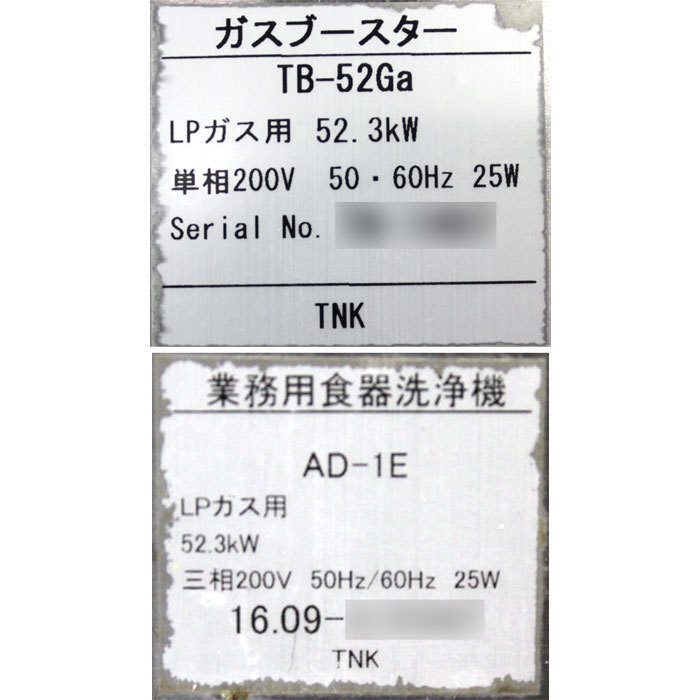 ガスブースター
TB-52Ga
LPガス用 52.3kW
単相200V 50・60Hz 25W
Serial No.
TNK
業務用食器洗浄機
AD-1E
LPガス用
52.3kW
三相200V 50Hz/60Hz 25W
16.09-
TNK